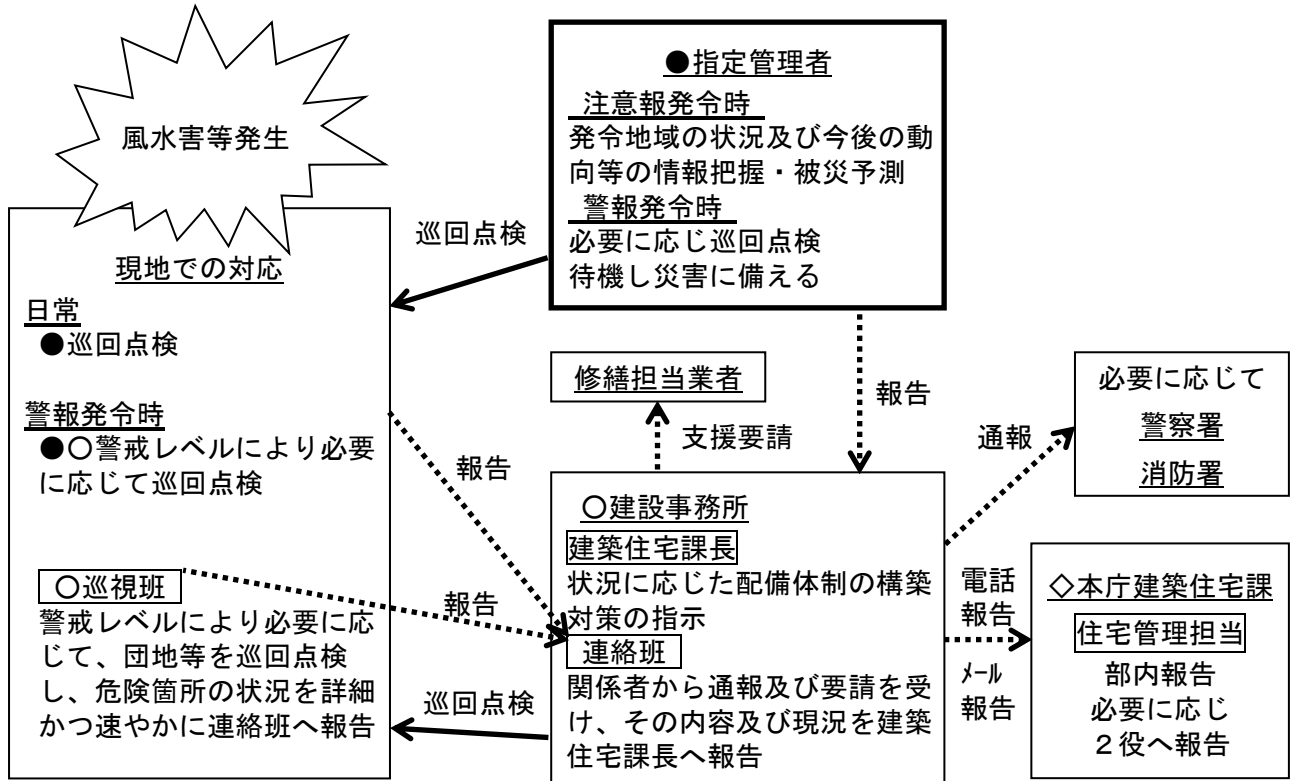 風水害等発生
現地での対応
日常
●巡回点検
警報発令時
●〇警戒レベルにより必要
に応じて巡回点検
〇巡視班
警戒レベルにより必要に応
じて、団地等を巡回点検
し、危険箇所の状況を詳細
かつ速やかに連絡班へ報告
巡回点検
●指定管理者
注意報発令時
発令地域の状況及び今後の動
向等の情報把握・被災予測
警報発令時
必要に応じ巡回点検
待機し災害に備える
報告
修繕担当業者
支援要請
報告
報告
巡回点検
〇建設事務所
建築住宅課長
状況に応じた配備体制の構築
対策の指示
連絡班
関係者から通報及び要請を受
け、その内容及び現況を建築
住宅課長へ報告
通報
必要に応じて
警察署
消防署
電話
報告
ﾒｰﾙ
報告
◇本庁建築住宅課
住宅管理担当
部内報告
必要に応じ
２役へ報告